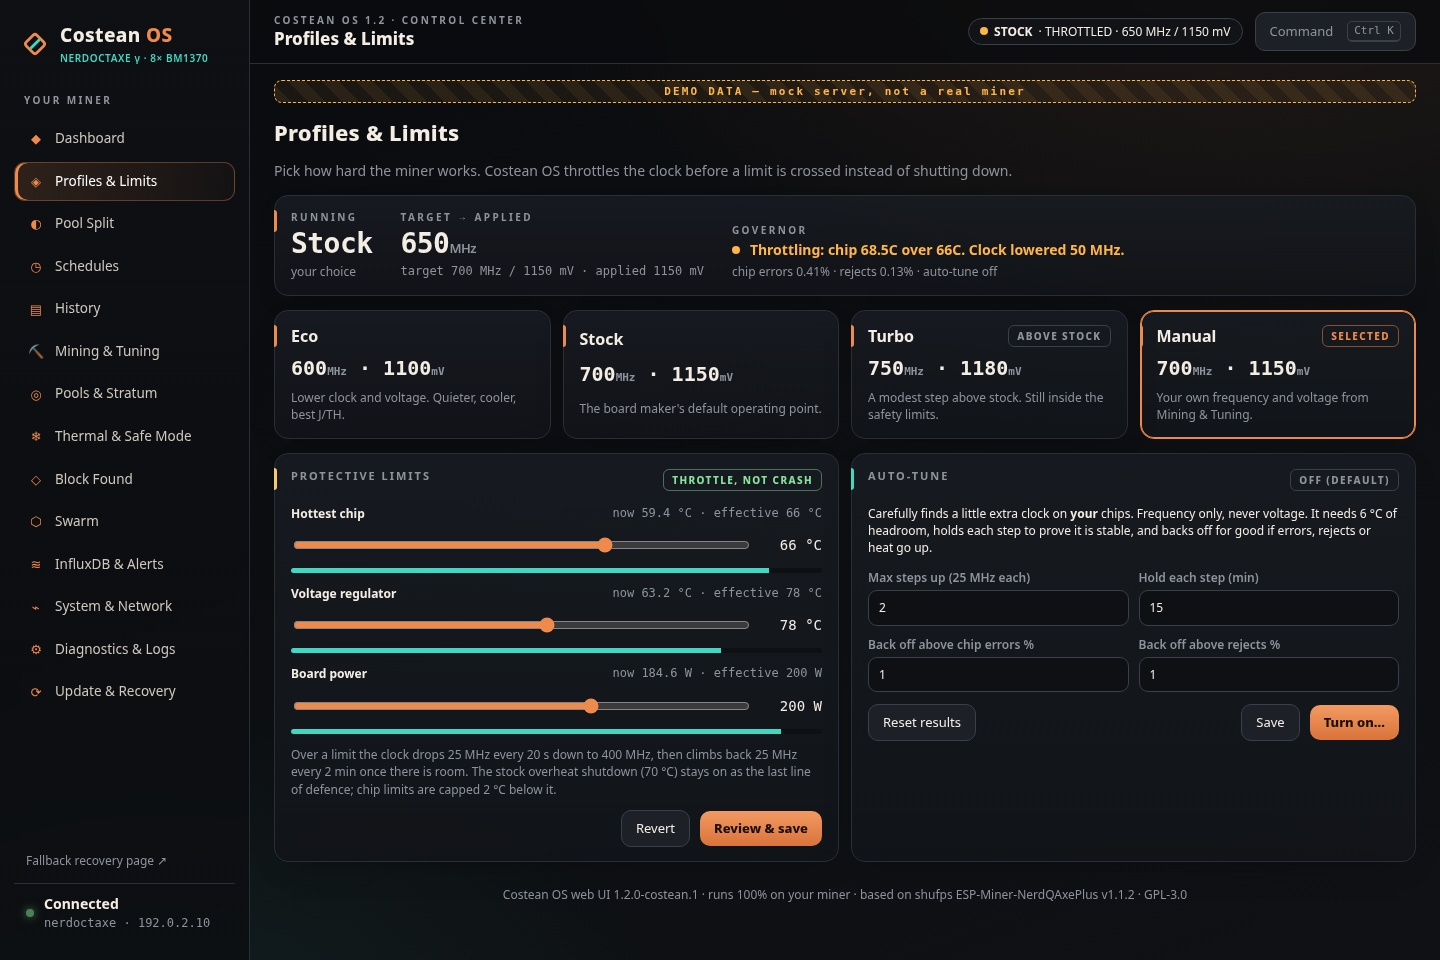 Costean OS
NERDOCTAXE γ · 8× BM1370
YOUR MINER
Dashboard
Profiles & Limits
Pool Split
Schedules
History
Mining & Tuning
Pools & Stratum
Thermal & Safe Mode
Block Found
Swarm
InfluxDB & Alerts
System & Network
Diagnostics & Logs
Update & Recovery
Fallback recovery page ↗
Connected
nerdoctaxe · 192.0.2.10
COSTEAN OS 1.2 · CONTROL CENTER
Profiles & Limits
STOCK · THROTTLED · 650 MHz / 1150 mV
Command Ctrl K
DEMO DATA — mock server, not a real miner
Profiles & Limits
Pick how hard the miner works. Costean OS throttles the clock before a limit is crossed instead of shutting down.
RUNNING
Stock
your choice
TARGET → APPLIED
650 MHz
target 700 MHz / 1150 mV · applied 1150 mV
GOVERNOR
Throttling: chip 68.5C over 66C. Clock lowered 50 MHz.
chip errors 0.41% · rejects 0.13% · auto-tune off
Eco
600MHz · 1100mV
Lower clock and voltage. Quieter, cooler,
best J/TH.
Stock
700MHz · 1150mV
The board maker's default operating point.
Turbo ABOVE STOCK
750MHz · 1180mV
A modest step above stock. Still inside the
safety limits.
Manual SELECTED
700MHz · 1150mV
Your own frequency and voltage from
Mining & Tuning.
PROTECTIVE LIMITS THROTTLE, NOT CRASH
Hottest chip now 59.4 °C · effective 66 °C
66 °C
Voltage regulator now 63.2 °C · effective 78 °C
78 °C
Board power now 184.6 W · effective 200 W
200 W
Over a limit the clock drops 25 MHz every 20 s down to 400 MHz, then climbs back 25 MHz
every 2 min once there is room. The stock overheat shutdown (70 °C) stays on as the last line
of defence; chip limits are capped 2 °C below it.
Revert Review & save
AUTO-TUNE OFF (DEFAULT)
Carefully finds a little extra clock on your chips. Frequency only, never voltage. It needs 6 °C of
headroom, holds each step to prove it is stable, and backs off for good if errors, rejects or
heat go up.
Max steps up (25 MHz each) Hold each step (min)
2 15
Back off above chip errors % Back off above rejects %
1 1
Reset results Save Turn on...
Costean OS web UI 1.2.0-costean.1 · runs 100% on your miner · based on shufps ESP-Miner-NerdQAxePlus v1.1.2 · GPL-3.0